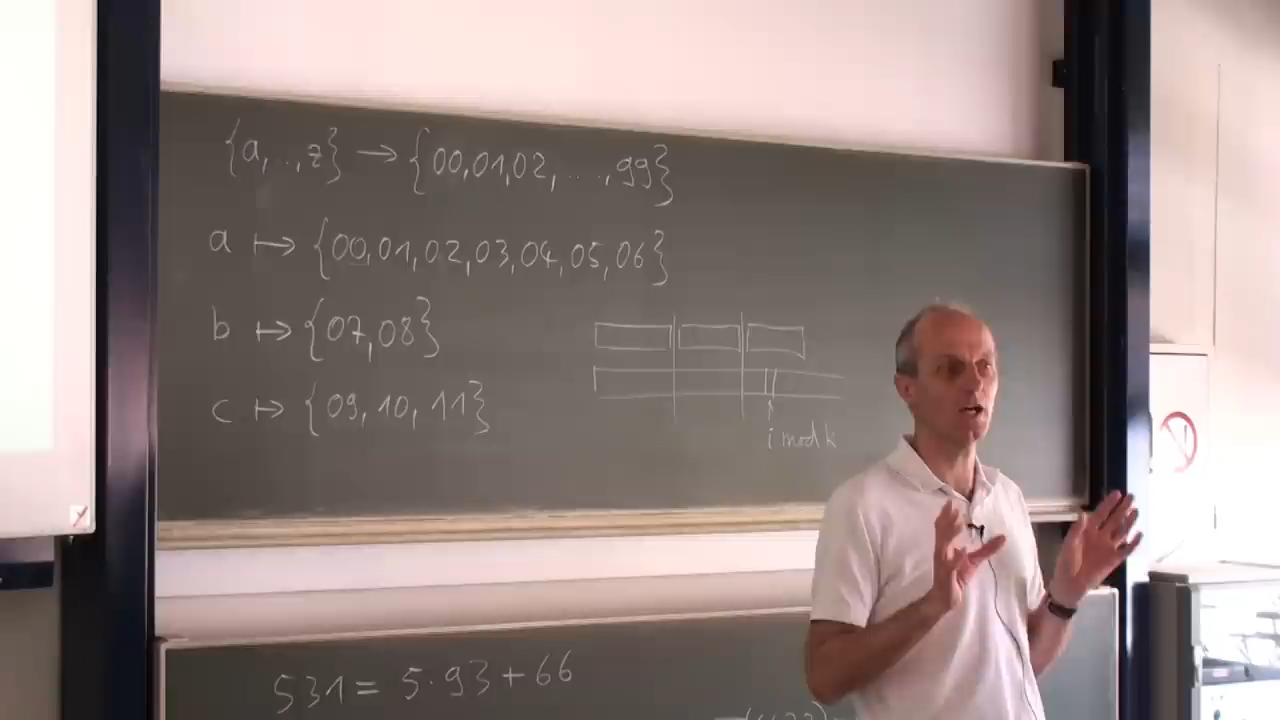 {a,..,z} → {00,01,02,...,99}
a ↦ {00,01,02,03,04,05,06}
b ↦ {07,08}
c ↦ {09,10,11}
i mod k
531 = 5·93+66